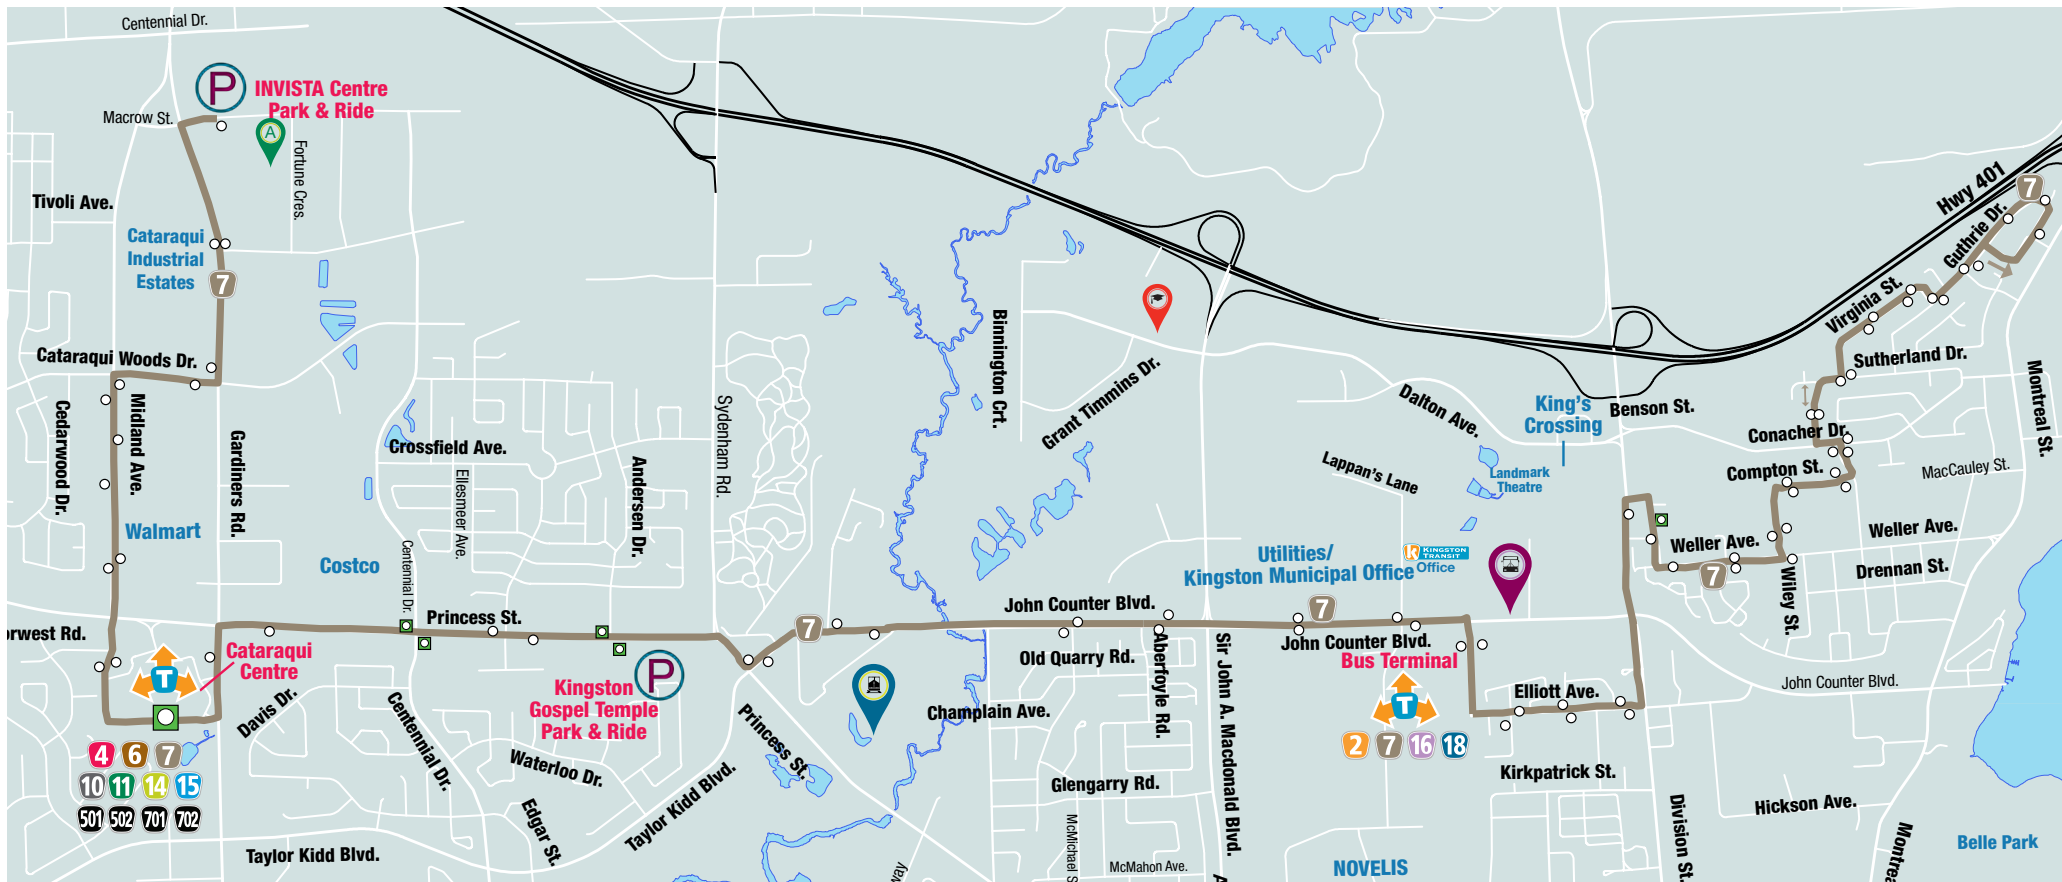 Centennial Dr.
P
INVISTA Centre
Park & Ride
Macrow St.
A
Fortune Cres.
Tivoli Ave.
Cataraqui
Industrial
Estates
7
Cataraqui Woods Dr.
Cedarwood Dr.
Midland Ave.
Gardiners Rd.
Walmart
Costco
Centennial Dr.
Crossfield Ave.
Ellesmeer Ave.
Andersen Dr.
Sydenham Rd.
Princess St.
orwest Rd.
T
Cataraqui
Centre
Davis Dr.
4 6 7
10 11 14 15
501 502 701 702
Taylor Kidd Blvd.
Centennial Dr.
Waterloo Dr.
Edgar St.
Kingston
Gospel Temple
Park & Ride
P
Taylor Kidd Blvd.
Princess St.
7
way
Binnington Crt.
Grant Timmins Dr.
John Counter Blvd.
Old Quarry Rd.
Champlain Ave.
Aberfoyle Rd.
Glengarry Rd.
McMichael S
McMahon Ave.
Sir John A. Macdonald Blvd.
A
Utilities/
Kingston Municipal Office
k KINGSTON
TRANSIT
Office
7
John Counter Blvd.
Bus Terminal
T
2 7 16 18
NOVELIS
Lappan's Lane
Dalton Ave.
Landmark
Theatre
King's
Crossing
Benson St.
Elliott Ave.
Kirkpatrick St.
Division St.
Hickson Ave.
Montrea
Belle Park
John Counter Blvd.
Hwy 401
7
Guthrie Dr.
Virginia St.
Sutherland Dr.
Montreal St.
Conacher Dr.
Compton St.
MacCauley St.
Weller Ave.
Weller Ave.
7
Wiley St.
Drennan St.